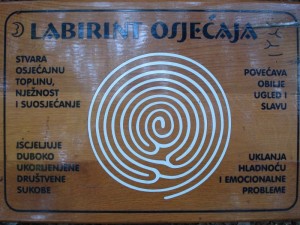 LABIRINT OSJEĆAJA
STVARA
OSJEĆAJNU
TOPLINU,
NJEŽNOST
I SUOSJEĆANJE
POVEĆAVA
OBILJE
UGLED I
SLAVU
IŠCJELJUJE
DUBOKO
UKORIJENJENE
DRUŠTVENE
SUKOBE
UKLANJA
HLADNOĆU
I EMOCIONALNE
PROBLEME